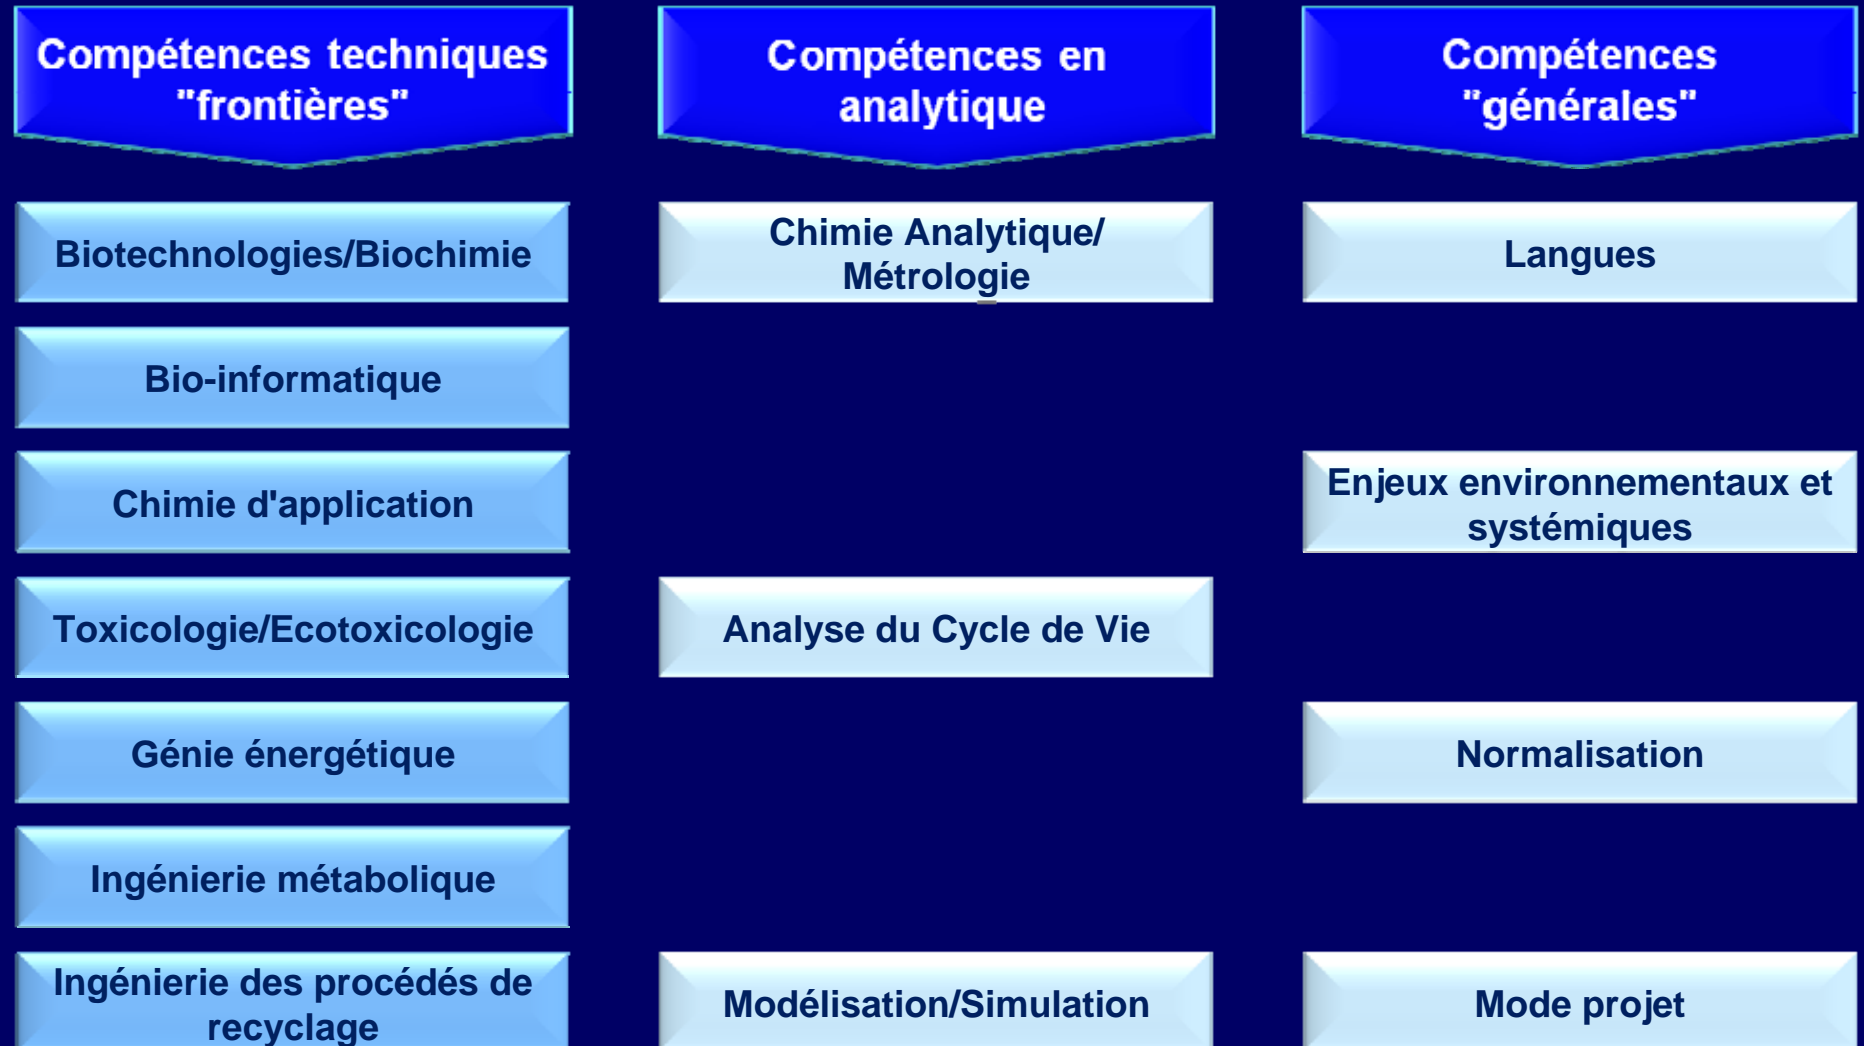 Compétences techniques
"frontières"
Compétences en
analytique
Compétences
"générales"
Biotechnologies/Biochimie
Chimie Analytique/
Métrologie
Langues
Bio-informatique
Chimie d'application
Enjeux environnementaux et
systémiques
Toxicologie/Ecotoxicologie
Analyse du Cycle de Vie
Génie énergétique
Normalisation
Ingénierie métabolique
Ingénierie des procédés de
recyclage
Modélisation/Simulation
Mode projet